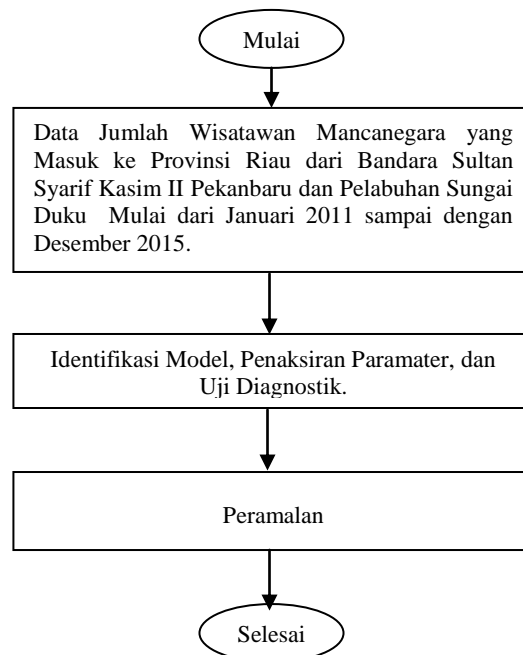 Mulai
Data Jumlah Wisatawan Mancanegara yang
Masuk ke Provinsi Riau dari Bandara Sultan
Syarif Kasim II Pekanbaru dan Pelabuhan Sungai
Duku Mulai dari Januari 2011 sampai dengan
Desember 2015.
Identifikasi Model, Penaksiran Paramater, dan
Uji Diagnostik.
Peramalan
Selesai